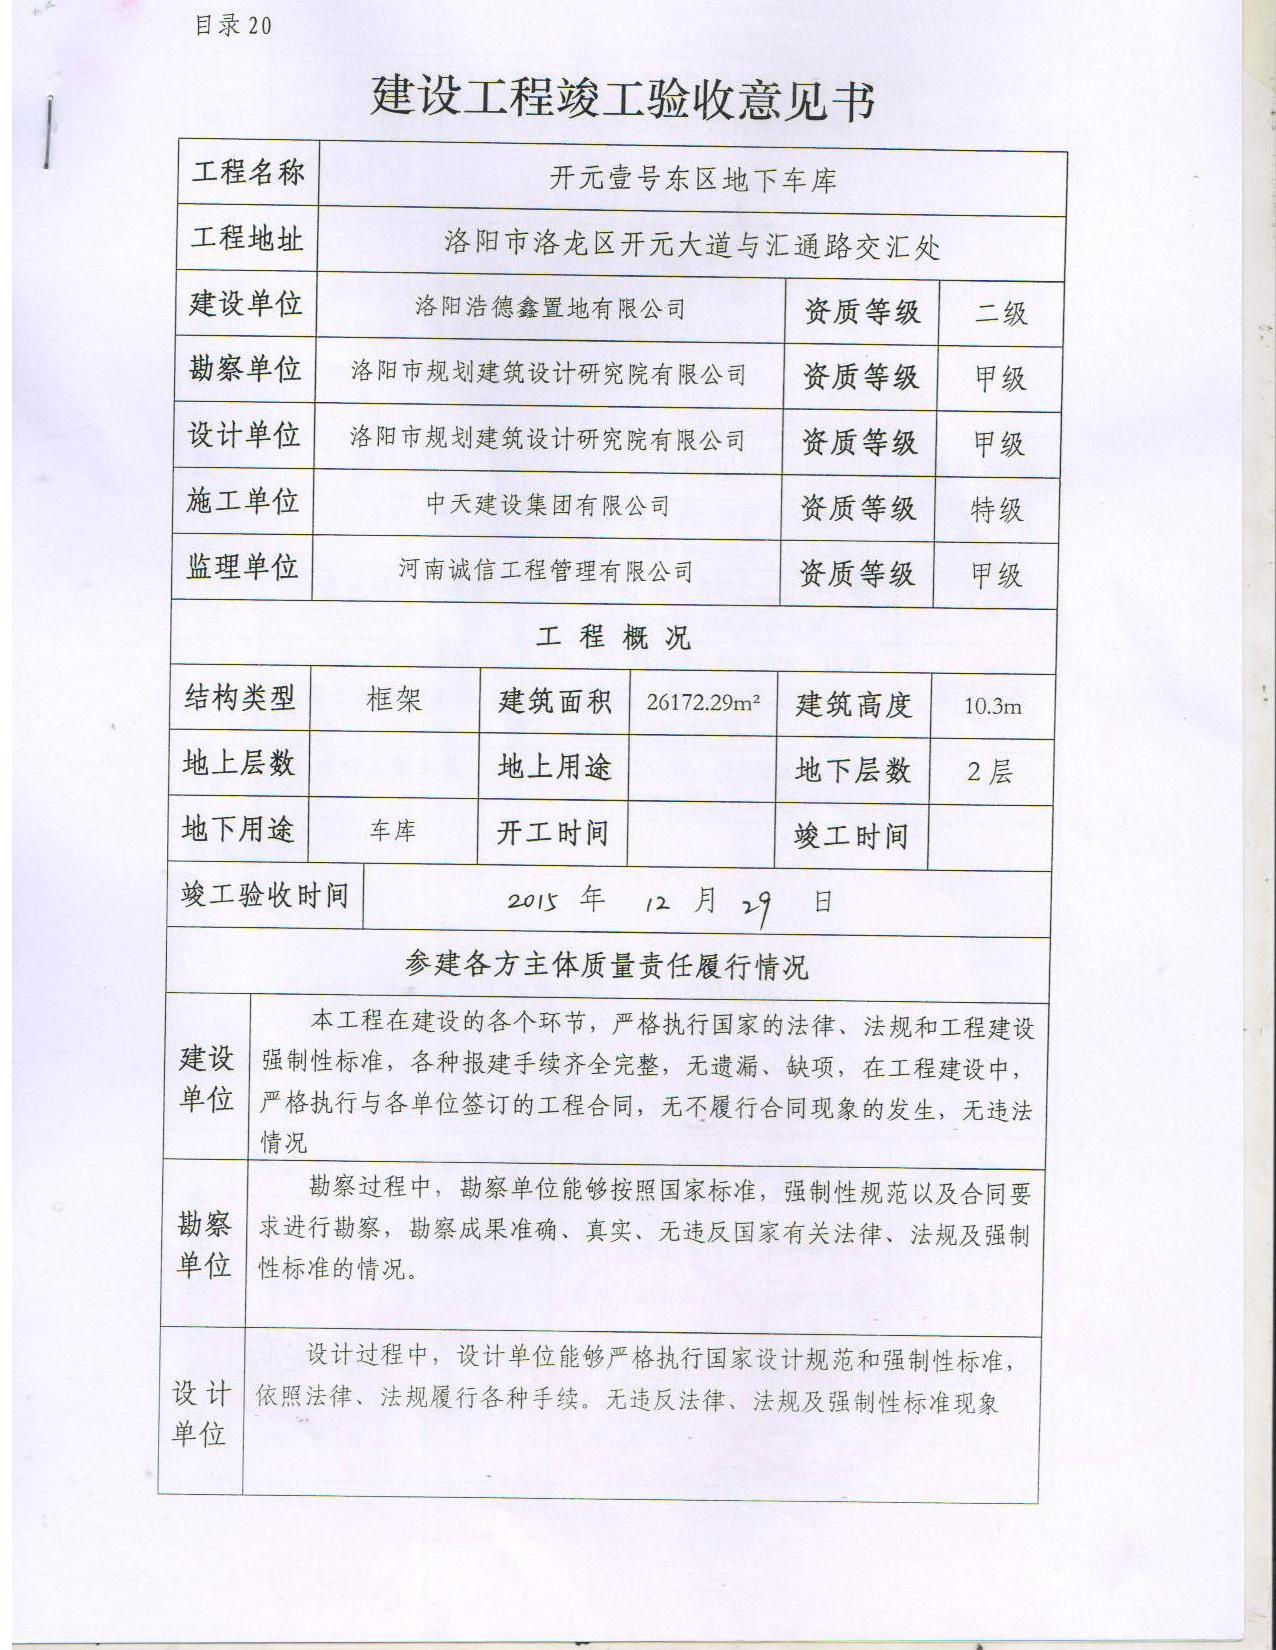 目录 20
建设工程竣工验收意见书
工程名称 开元壹号东区地下车库
工程地址 洛阳市洛龙区开元大道与汇通路交汇处
建设单位 洛阳浩德鑫置地有限公司 资质等级 二级
勘察单位 洛阳市规划建筑设计研究院有限公司 资质等级 甲级
设计单位 洛阳市规划建筑设计研究院有限公司 资质等级 甲级
施工单位 中天建设集团有限公司 资质等级 特级
监理单位 河南诚信工程管理有限公司 资质等级 甲级
工 程 概 况
结构类型 框架 建筑面积 26172.29m² 建筑高度 10.3m
地上层数 地上用途 地下层数 2 层
地下用途 车库 开工时间 竣工时间
竣工验收时间 2015 年 12 月 29 日
参建各方主体质量责任履行情况
建设
单位
本工程在建设的各个环节，严格执行国家的法律、法规和工程建设
强制性标准，各种报建手续齐全完整，无遗漏、缺项，在工程建设中，
严格执行与各单位签订的工程合同，无不履行合同现象的发生，无违法
情况
勘察
单位
勘察过程中，勘察单位能够按照国家标准，强制性规范以及合同要
求进行勘察，勘察成果准确、真实、无违反国家有关法律、法规及强制
性标准的情况。
设 计
单位
设计过程中，设计单位能够严格执行国家设计规范和强制性标准，
依照法律、法规履行各种手续。无违反法律、法规及强制性标准现象